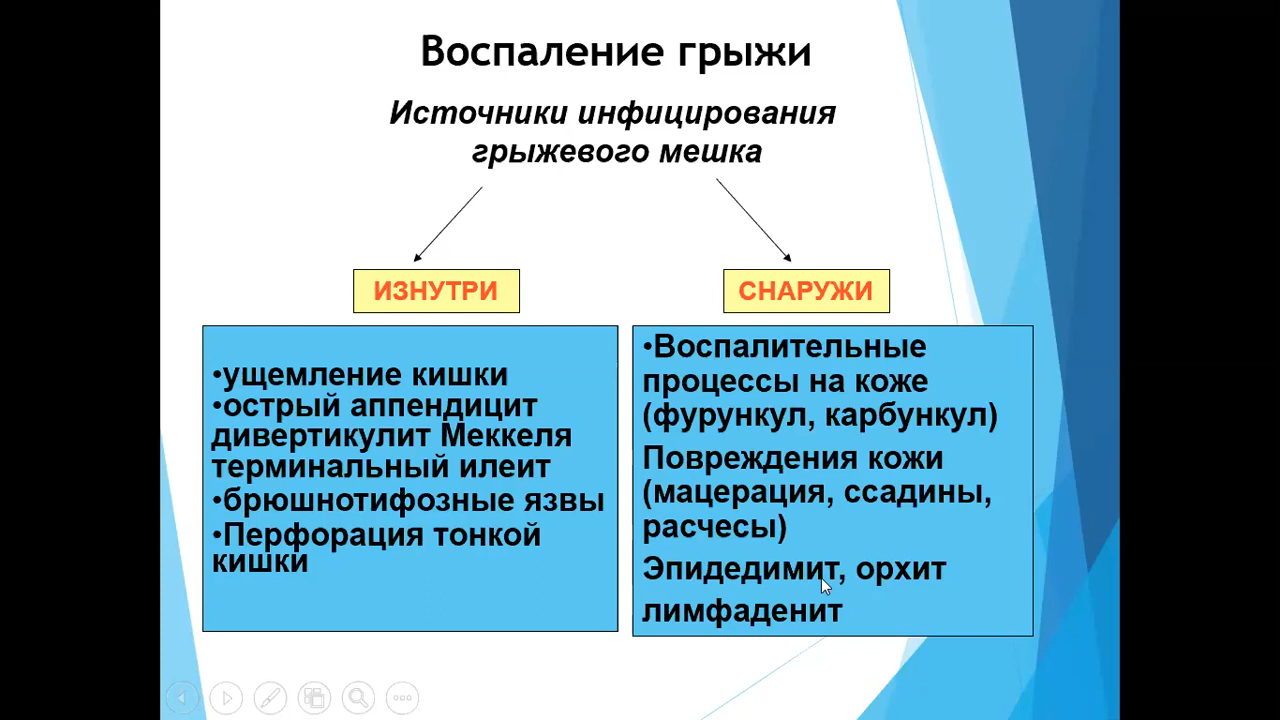 Воспаление грыжи
Источники инфицирования
грыжевого мешка
ИЗНУТРИ
•ущемление кишки
•острый аппендицит
дивертикулит Меккеля
терминальный илеит
•брюшнотифозные язвы
•Перфорация тонкой
кишки
СНАРУЖИ
•Воспалительные
процессы на коже
(фурункул, карбункул)
Повреждения кожи
(мацерация, ссадины,
расчесы)
Эпидедимит, орхит
лимфаденит